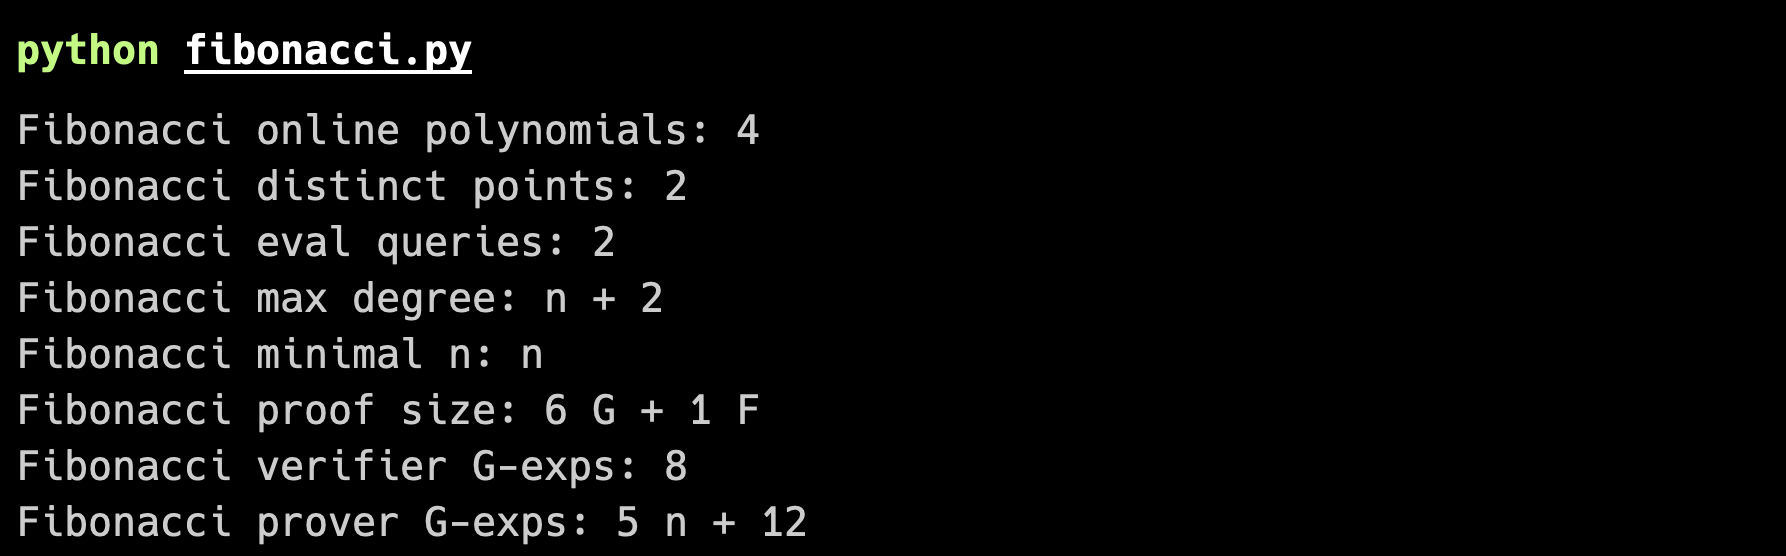 python fibonacci.py
Fibonacci online polynomials: 4
Fibonacci distinct points: 2
Fibonacci eval queries: 2
Fibonacci max degree: n + 2
Fibonacci minimal n: n
Fibonacci proof size: 6 G + 1 F
Fibonacci verifier G-exps: 8
Fibonacci prover G-exps: 5 n + 12